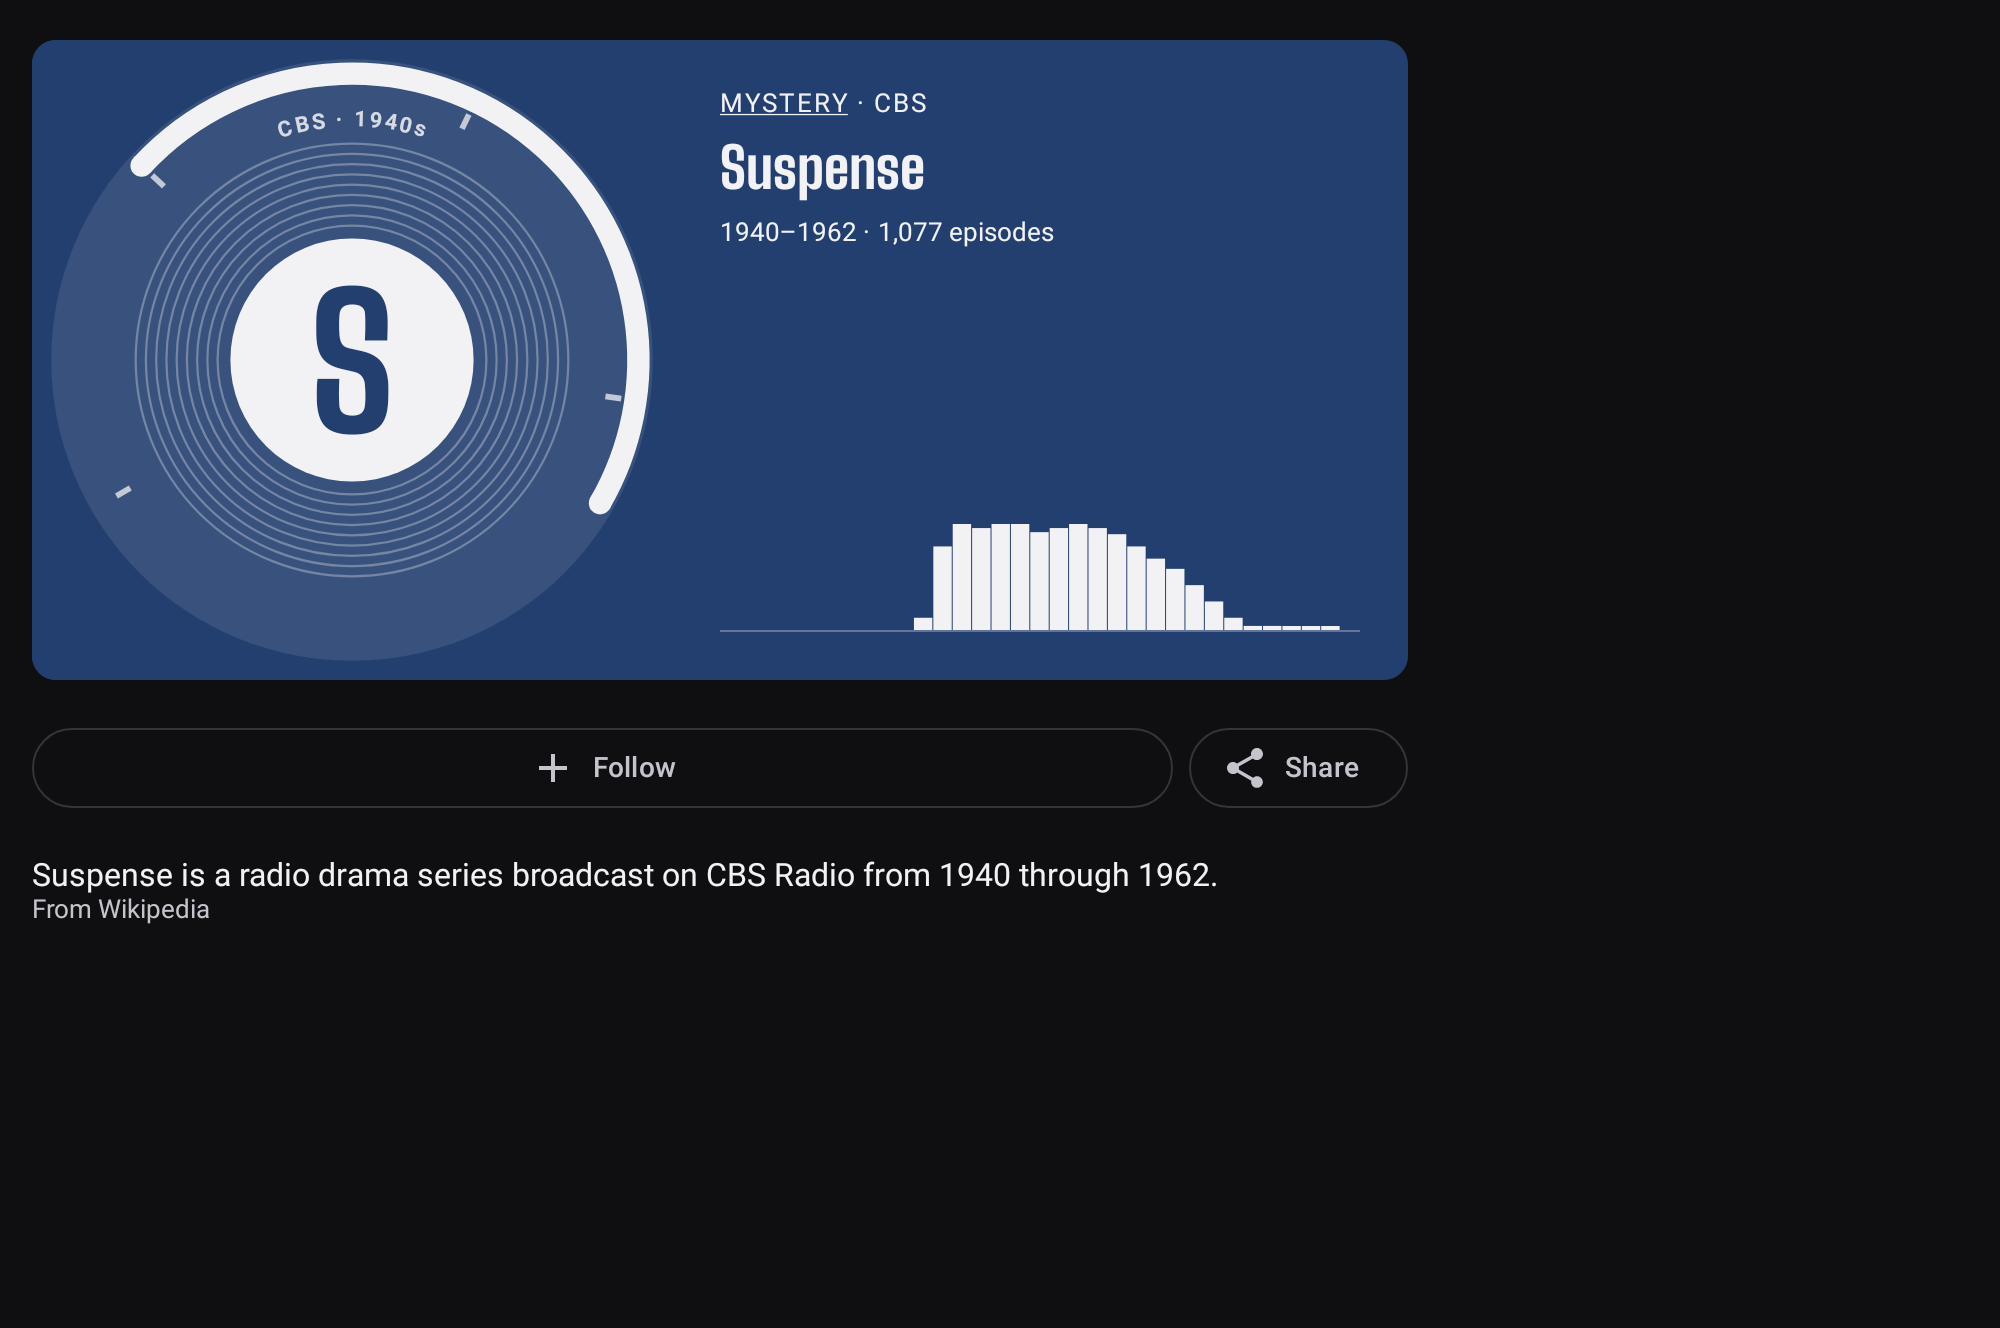 CBS · 1940s
S
MYSTERY · CBS
Suspense
1940–1962 · 1,077 episodes
Follow
Share
Suspense is a radio drama series broadcast on CBS Radio from 1940 through 1962.
From Wikipedia